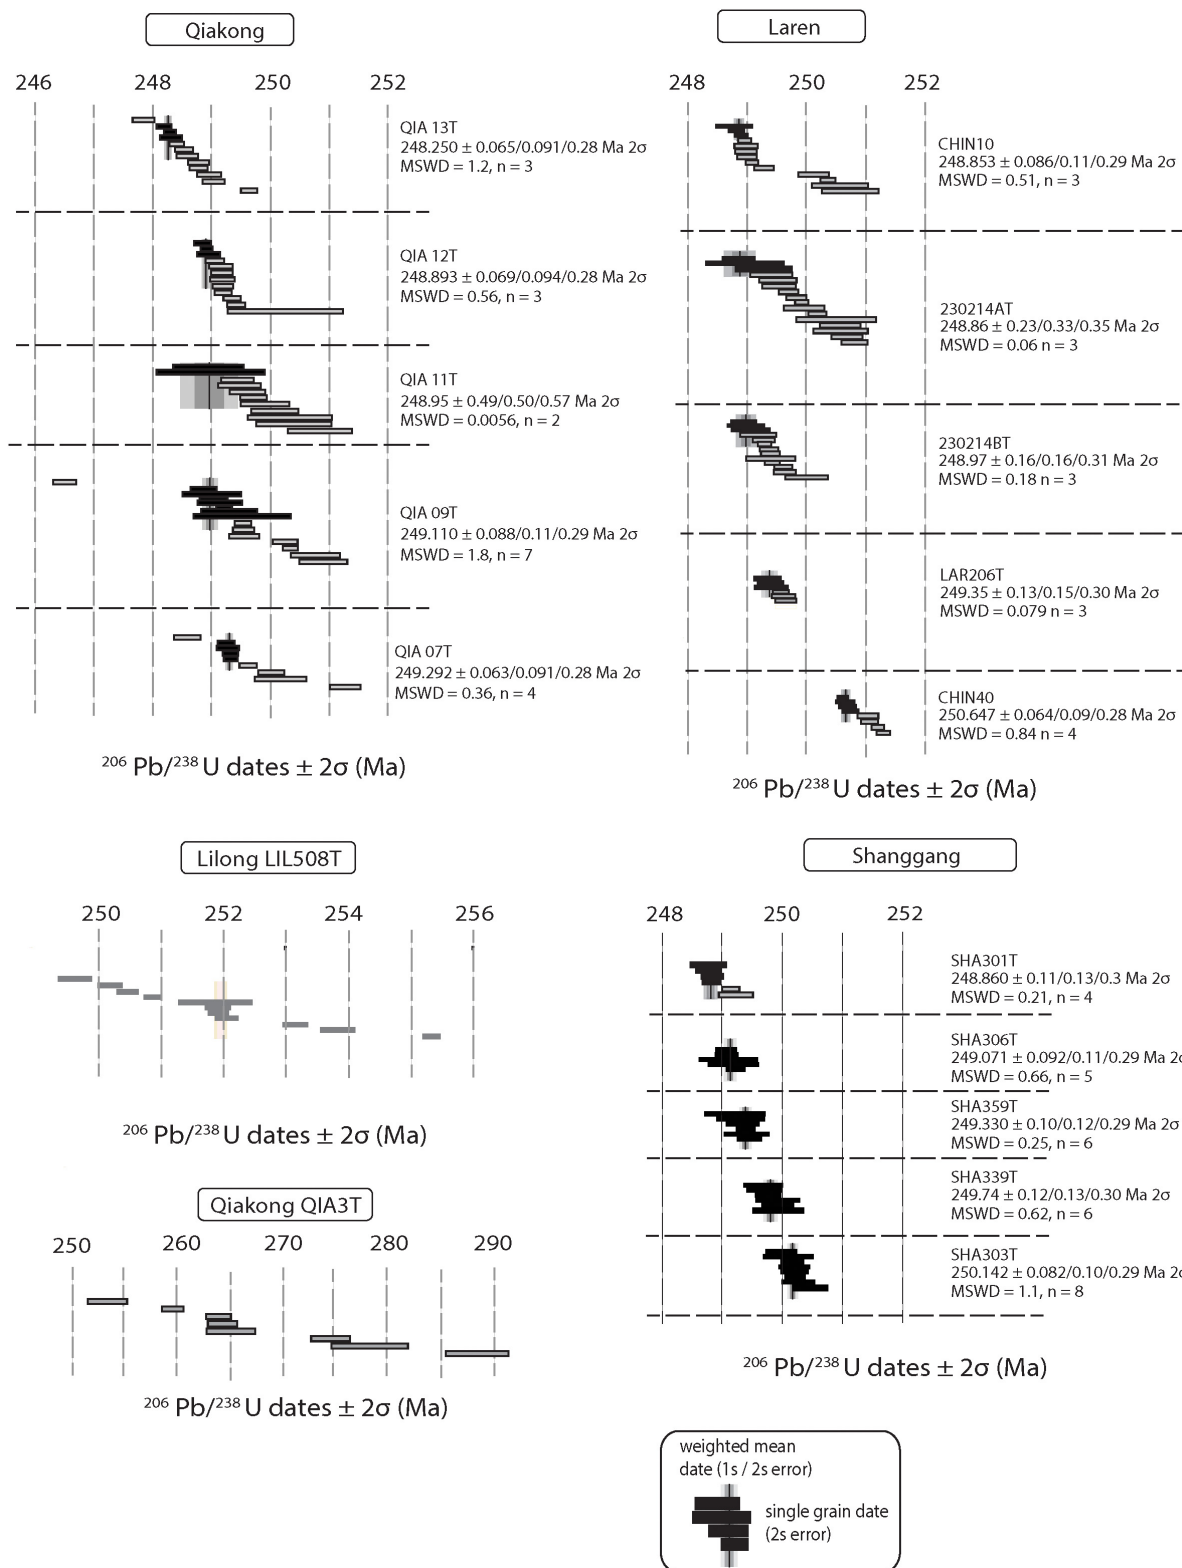 Qiakong
246 248 250 252
QIA 13T
248.250 ± 0.065/0.091/0.28 Ma 2σ
MSWD = 1.2, n = 3
QIA 12T
248.893 ± 0.069/0.094/0.28 Ma 2σ
MSWD = 0.56, n = 3
QIA 11T
248.95 ± 0.49/0.50/0.57 Ma 2σ
MSWD = 0.0056, n = 2
QIA 09T
249.110 ± 0.088/0.11/0.29 Ma 2σ
MSWD = 1.8, n = 7
QIA 07T
249.292 ± 0.063/0.091/0.28 Ma 2σ
MSWD = 0.36, n = 4
²⁰⁶ Pb/²³⁸ U dates ± 2σ (Ma)
Laren
248 250 252
CHIN10
248.853 ± 0.086/0.11/0.29 Ma 2σ
MSWD = 0.51, n = 3
230214AT
248.86 ± 0.23/0.33/0.35 Ma 2σ
MSWD = 0.06 n = 3
230214BT
248.97 ± 0.16/0.16/0.31 Ma 2σ
MSWD = 0.18 n = 3
LAR206T
249.35 ± 0.13/0.15/0.30 Ma 2σ
MSWD = 0.079 n = 3
CHIN40
250.647 ± 0.064/0.09/0.28 Ma 2σ
MSWD = 0.84 n = 4
²⁰⁶ Pb/²³⁸ U dates ± 2σ (Ma)
Lilong LIL508T
250 252 254 256
²⁰⁶ Pb/²³⁸ U dates ± 2σ (Ma)
Qiakong QIA3T
250 260 270 280 290
²⁰⁶ Pb/²³⁸ U dates ± 2σ (Ma)
Shanggang
248 250 252
SHA301T
248.860 ± 0.11/0.13/0.3 Ma 2σ
MSWD = 0.21, n = 4
SHA306T
249.071 ± 0.092/0.11/0.29 Ma 2σ
MSWD = 0.66, n = 5
SHA359T
249.330 ± 0.10/0.12/0.29 Ma 2σ
MSWD = 0.25, n = 6
SHA339T
249.74 ± 0.12/0.13/0.30 Ma 2σ
MSWD = 0.62, n = 6
SHA303T
250.142 ± 0.082/0.10/0.29 Ma 2σ
MSWD = 1.1, n = 8
²⁰⁶ Pb/²³⁸ U dates ± 2σ (Ma)
weighted mean
date (1s / 2s error)
single grain date
(2s error)